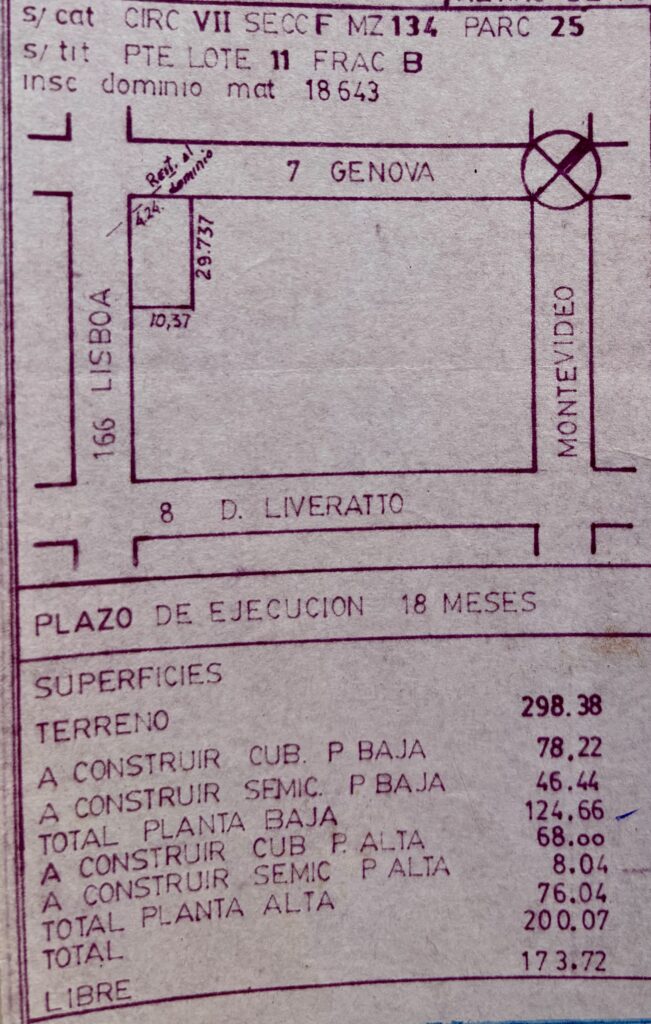 s/ cat CIRC VII SECC F MZ 134 PARC 25
s/ tit PTE LOTE 11 FRAC B
insc dominio mat 18643
Rest. al
dominio
7 GENOVA
4.24.
29.737
10,37
166 LISBOA
MONTEVIDEO
8 D. LIVERATTO
PLAZO DE EJECUCION 18 MESES
SUPERFICIES
TERRENO 298.38
A CONSTRUIR CUB. P BAJA 78,22
A CONSTRUIR SEMIC. P BAJA 46.44
TOTAL PLANTA BAJA 124.66
A CONSTRUIR CUB P. ALTA 68.00
A CONSTRUIR SEMIC P ALTA 8.04
TOTAL PLANTA ALTA 76.04
TOTAL 200.07
LIBRE 173.72